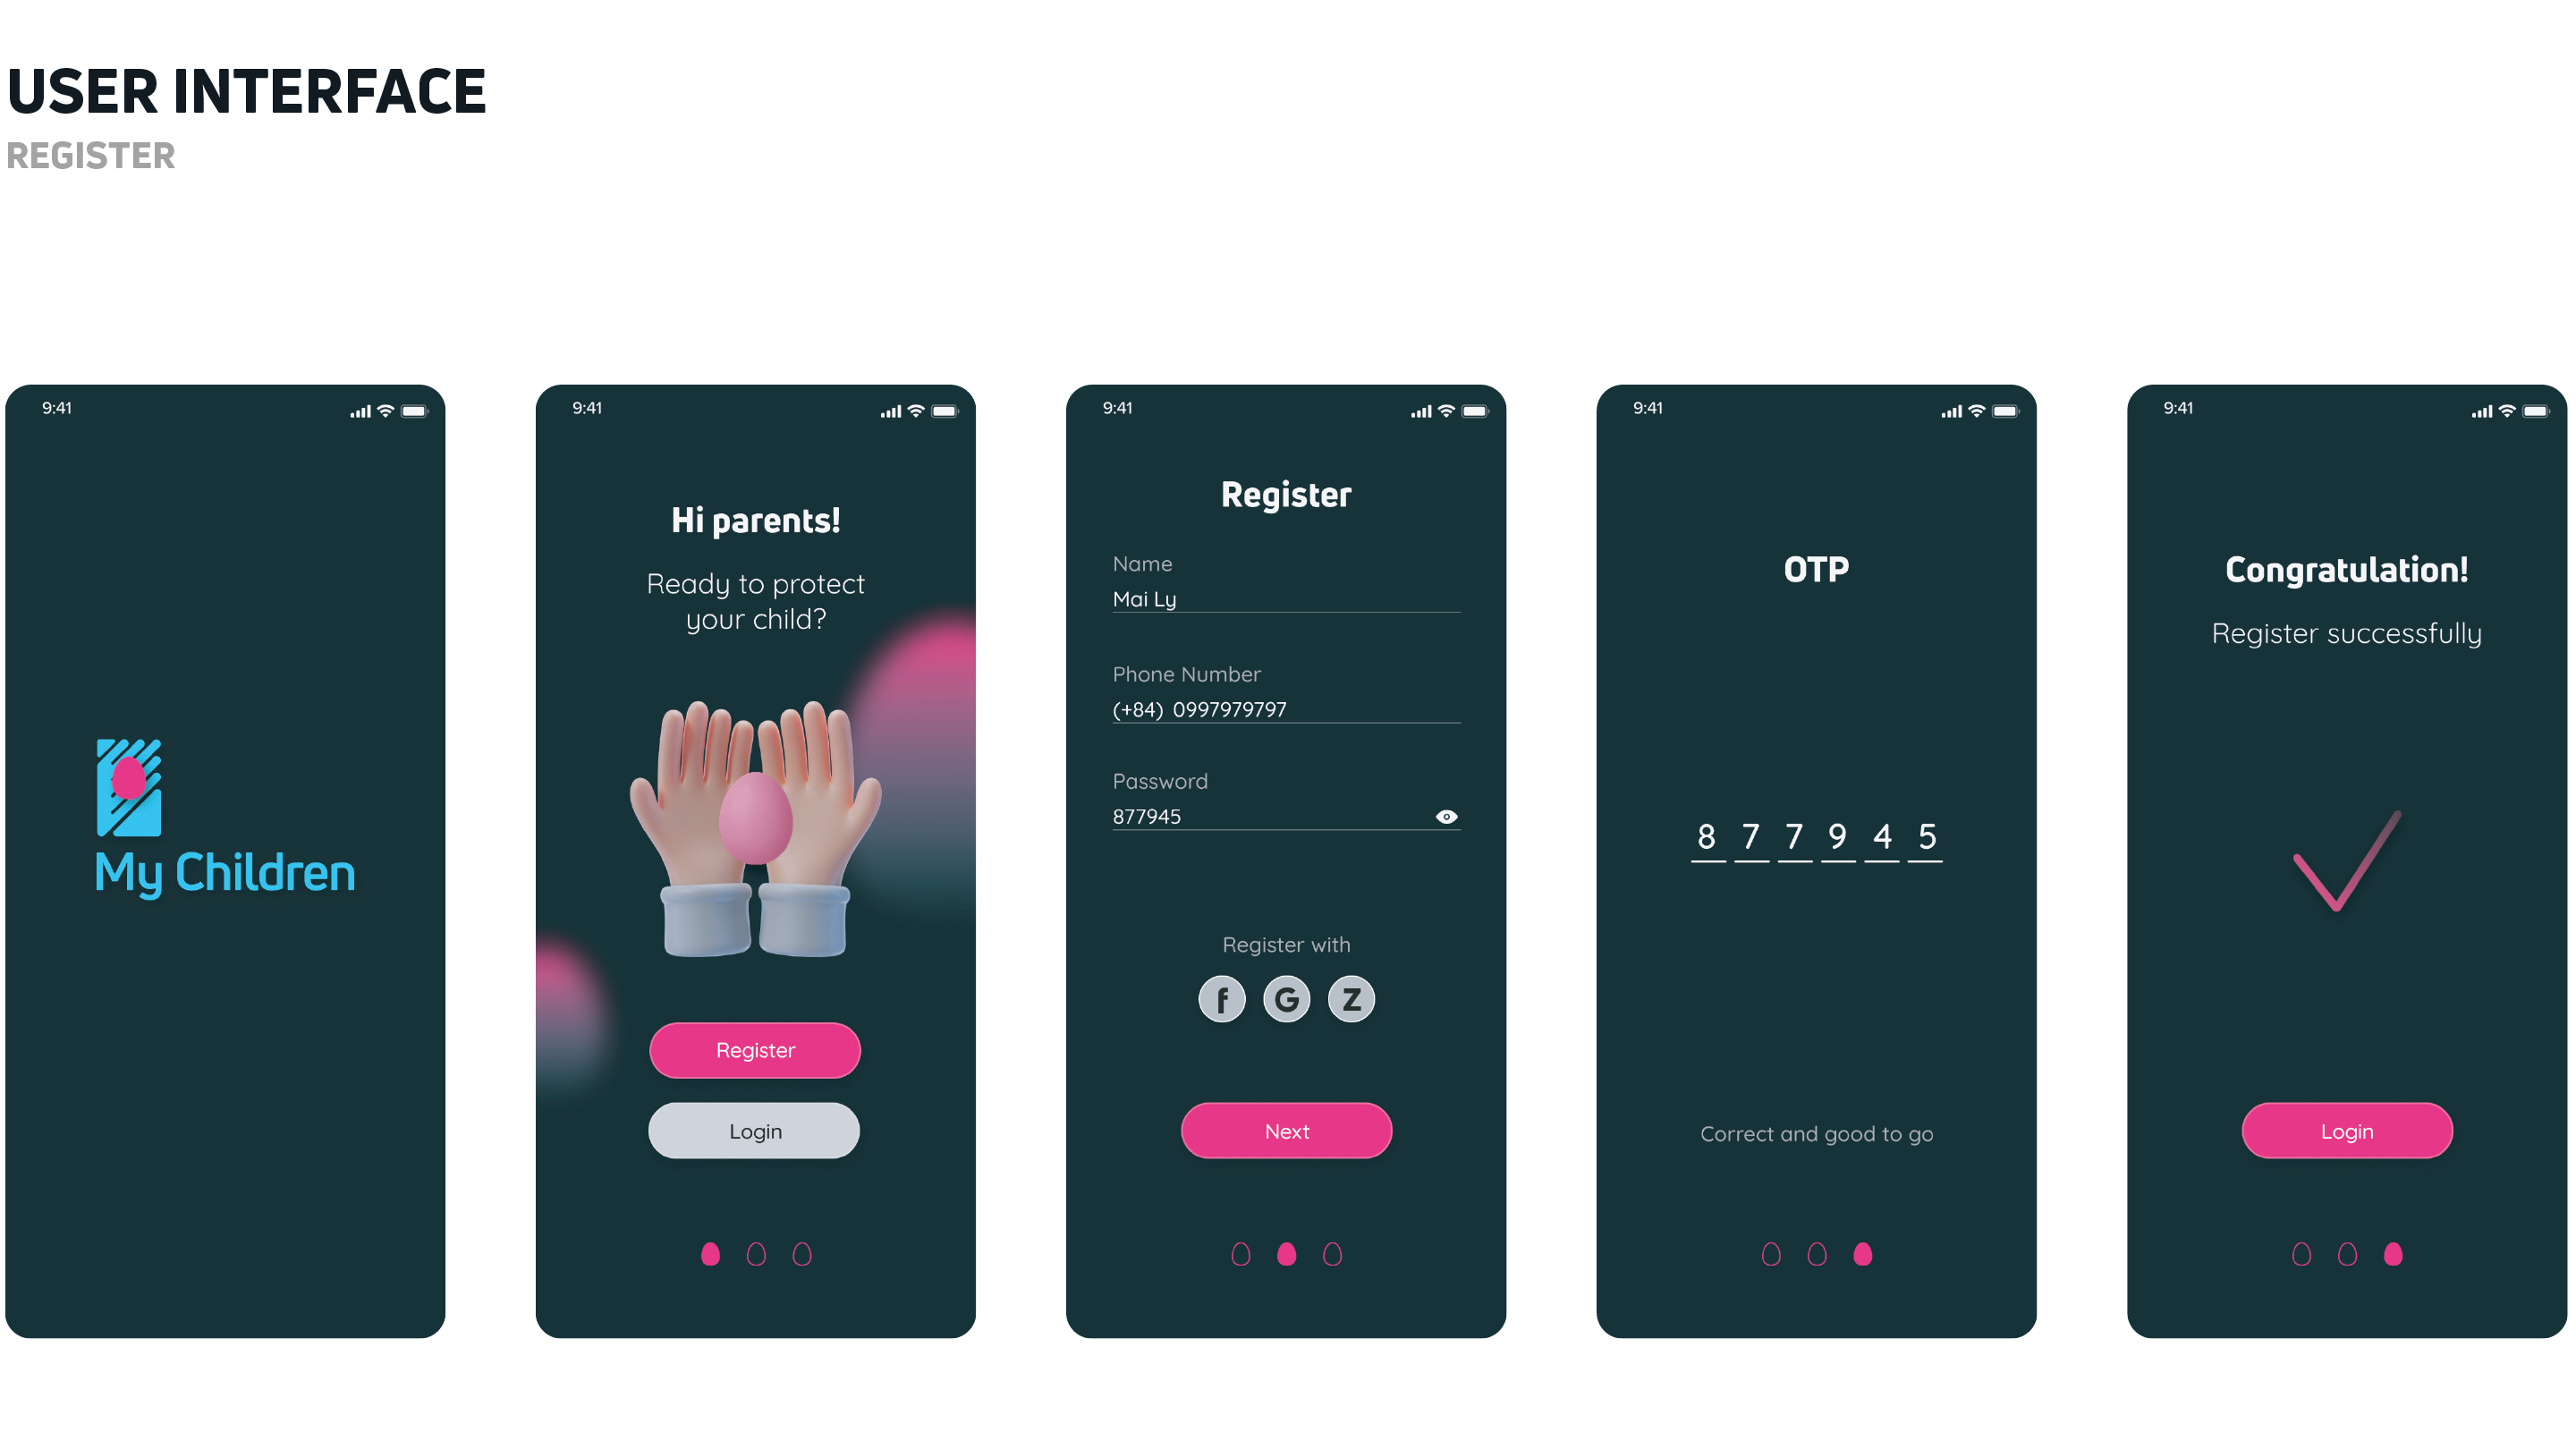 USER INTERFACE
REGISTER
9:41
My Children
9:41
Hi parents!
Ready to protect
your child?
Register
Login
9:41
Register
Name
Mai Ly
Phone Number
(+84) 0997979797
Password
877945
Register with
f G Z
Next
9:41
OTP
8 7 7 9 4 5
Correct and good to go
9:41
Congratulation!
Register successfully
Login